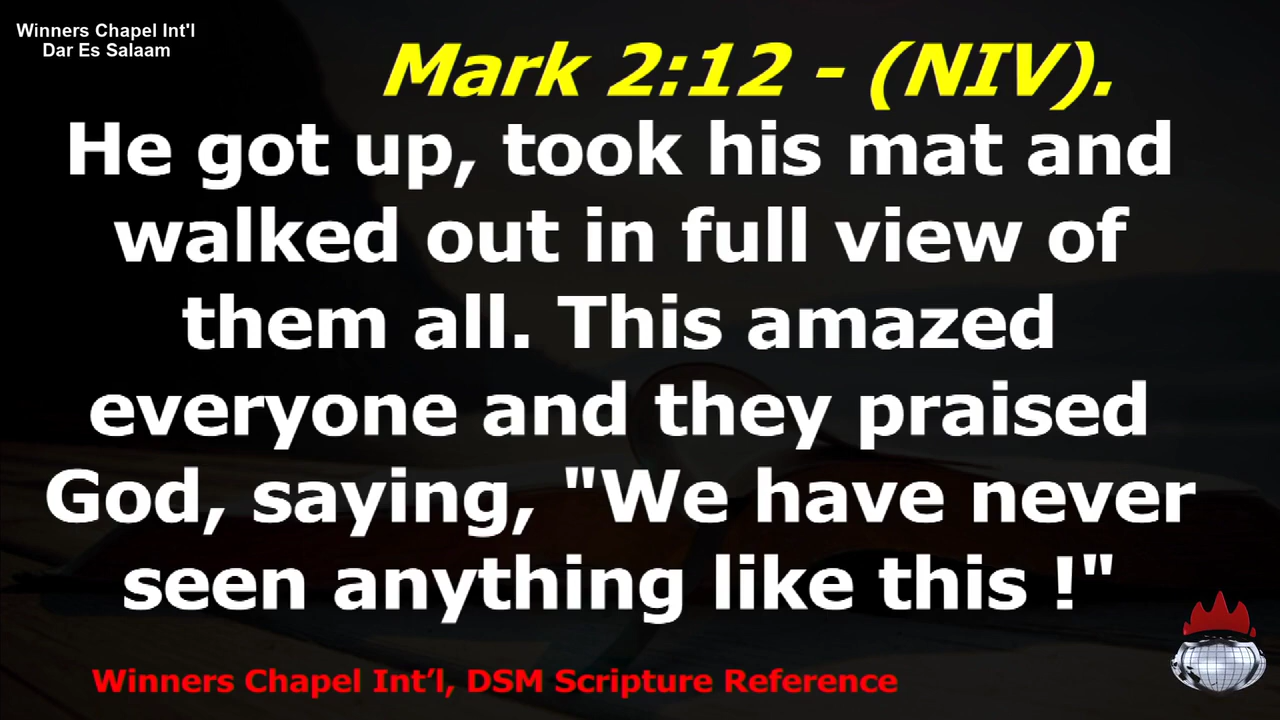 Winners Chapel Int'l
Dar Es Salaam
Mark 2:12 - (NIV).
He got up, took his mat and
walked out in full view of
them all. This amazed
everyone and they praised
God, saying, "We have never
seen anything like this !"
Winners Chapel Int’l, DSM Scripture Reference